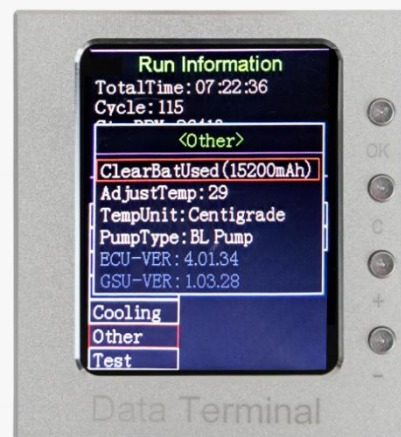 Run Information
TotalTime: 07:22:36
Cycle: 115
<Other>
ClearBatUsed(15200mAh)
AdjustTemp: 29
TempUnit: Centigrade
PumpType: BL Pump
ECU-VER: 4.01.34
GSU-VER: 1.03.28
Cooling
Other
Test
OK
C
+
-
Data Terminal